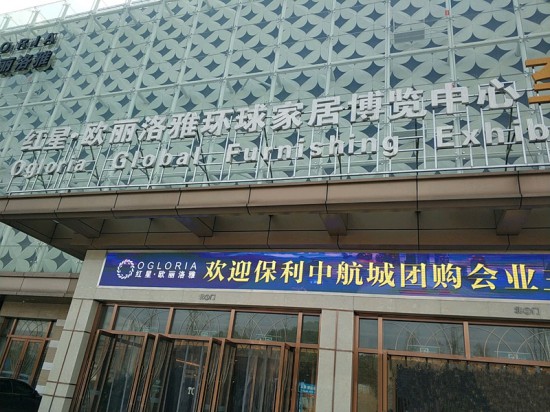 欧丽洛雅
红星·欧丽洛雅环球家居博览中心
Ogloria Global Furnishing Exhib
OGLORIA
红星·欧丽洛雅
欢迎保利中航城团购会业主